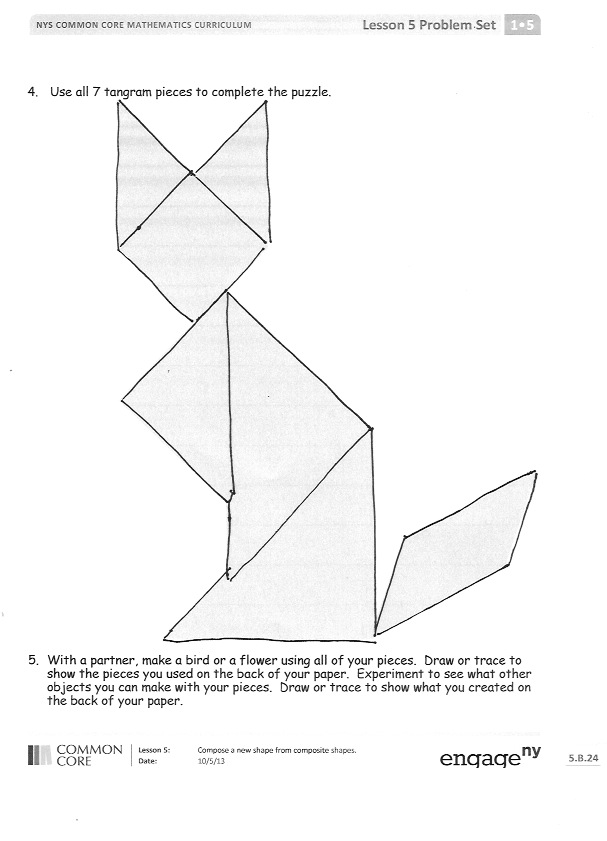 NYS COMMON CORE MATHEMATICS CURRICULUM
Lesson 5 Problem Set
1•5
4. Use all 7 tangram pieces to complete the puzzle.
5. With a partner, make a bird or a flower using all of your pieces. Draw or trace to
show the pieces you used on the back of your paper. Experiment to see what other
objects you can make with your pieces. Draw or trace to show what you created on
the back of your paper.
COMMON
CORE
Lesson 5: Compose a new shape from composite shapes.
Date: 10/5/13
engage ny
5.B.24